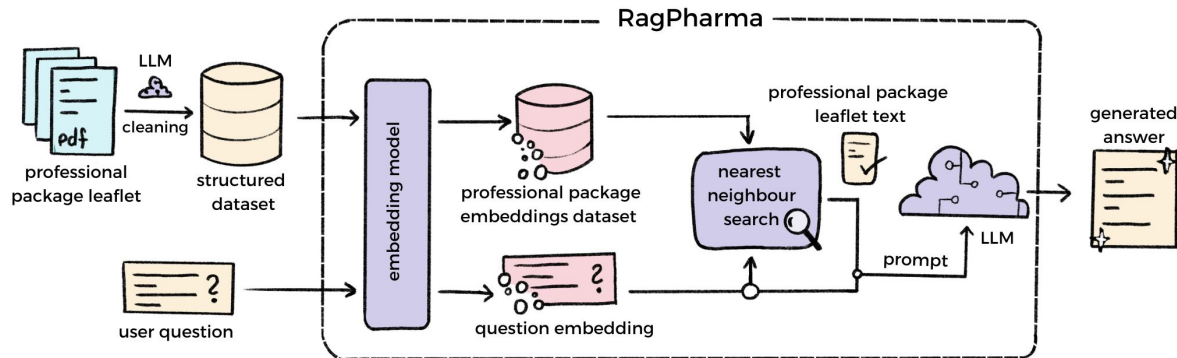 RagPharma
LLM
cleaning
pdf
professional
package leaflet
structured
dataset
embedding model
professional package
embeddings dataset
professional package
leaflet text
nearest
neighbour
search
LLM
prompt
generated
answer
?
user question
?
question embedding